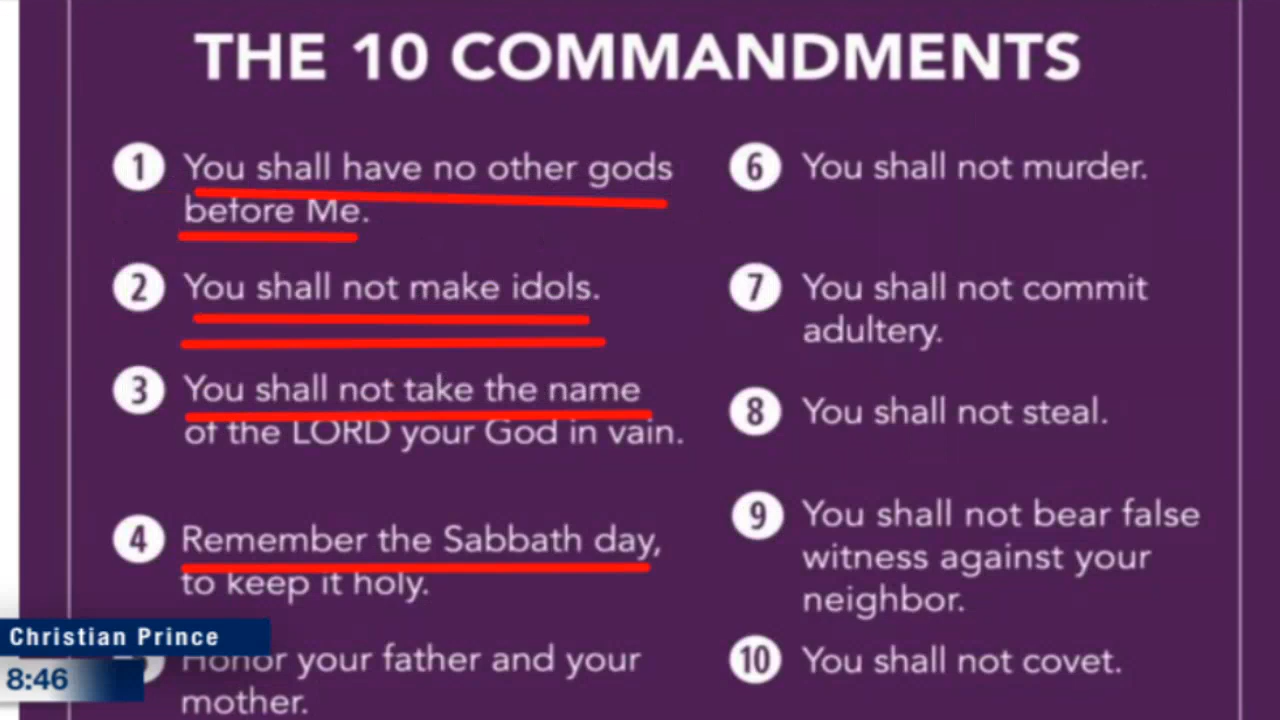 THE 10 COMMANDMENTS
1 You shall have no other gods
before Me.
2 You shall not make idols.
3 You shall not take the name
of the LORD your God in vain.
4 Remember the Sabbath day,
to keep it holy.
Honor your father and your
mother.
6 You shall not murder.
7 You shall not commit
adultery.
8 You shall not steal.
9 You shall not bear false
witness against your
neighbor.
10 You shall not covet.
Christian Prince
8:46